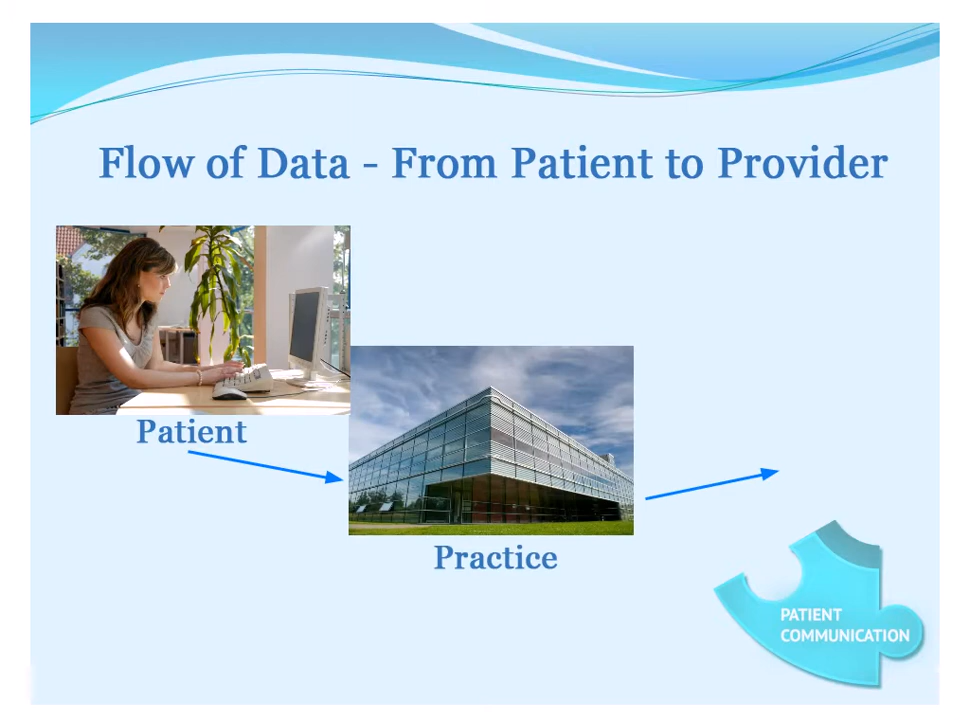 Flow of Data - From Patient to Provider
Patient
Practice
PATIENT
COMMUNICATION